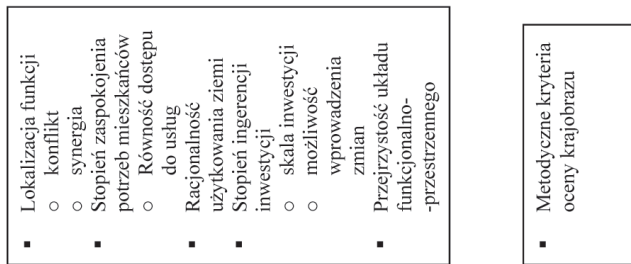 ▪ Lokalizacja funkcji
○ konflikt
○ synergia
▪ Stopień zaspokojenia
potrzeb mieszkańców
○ Równość dostępu
do usług
▪ Racjonalność
użytkowania ziemi
▪ Stopień ingerencji
inwestycji
○ skala inwestycji
○ możliwość
wprowadzenia
zmian
▪ Przejrzystość układu
funkcjonalno-
-przestrzennego
▪ Metodyczne kryteria
oceny krajobrazu